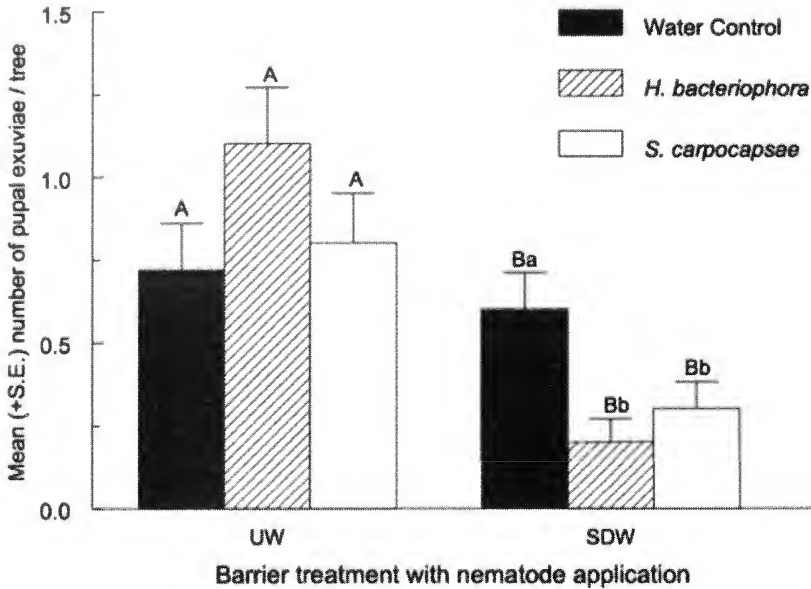 Mean (+S.E.) number of pupal exuviae / tree
1.5
1.0
0.5
0.0
Water Control
H. bacteriophora
S. carpocapsae
A
A
A
Ba
Bb
Bb
UW
SDW
Barrier treatment with nematode application